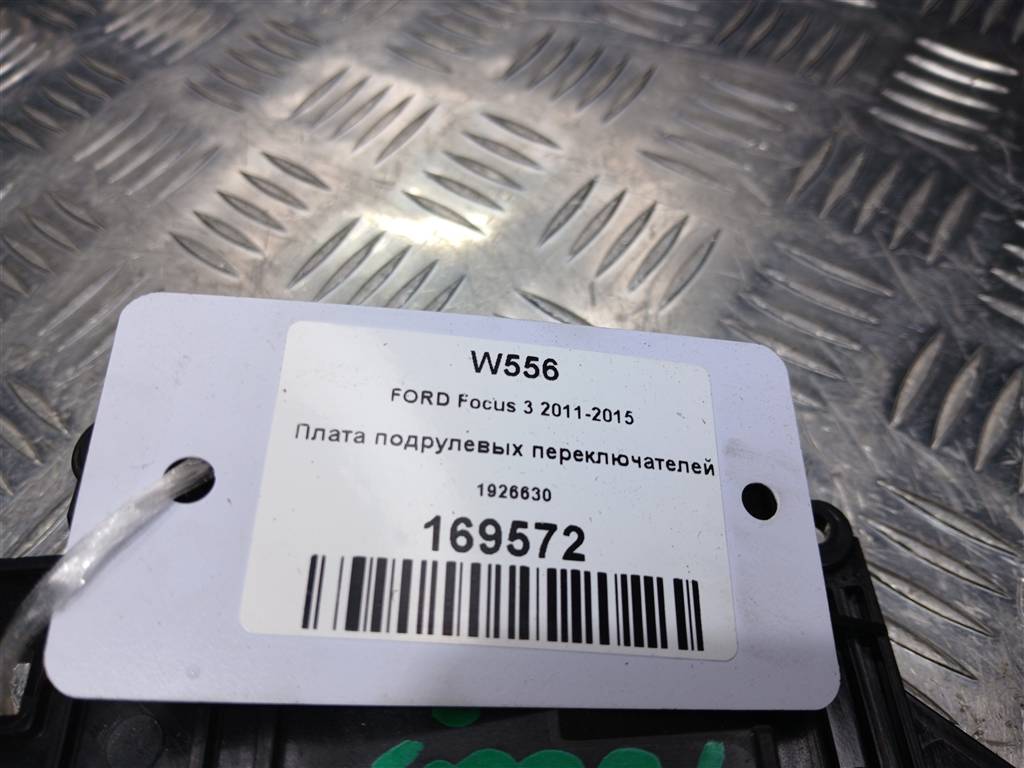 W556
FORD Focus 3 2011-2015
Плата подрулевых переключателей
1926630
169572